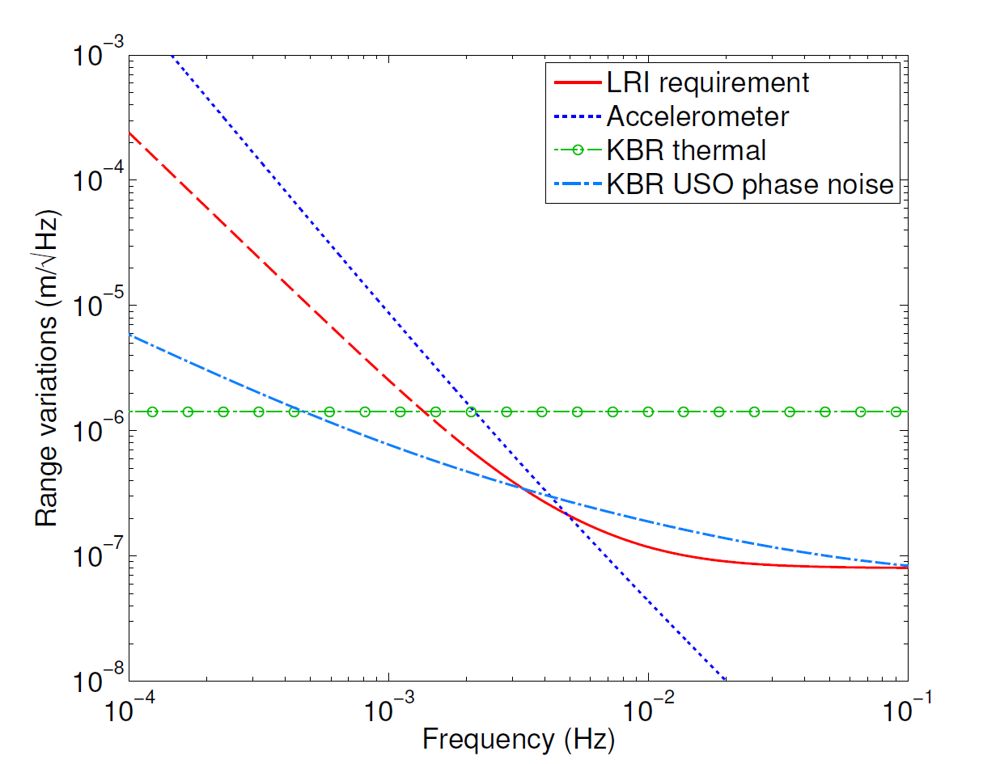 10⁻³
10⁻⁴
10⁻⁵
10⁻⁶
10⁻⁷
10⁻⁸
Range variations (m/√Hz)
LRI requirement
Accelerometer
KBR thermal
KBR USO phase noise
10⁻⁴ 10⁻³ 10⁻² 10⁻¹
Frequency (Hz)